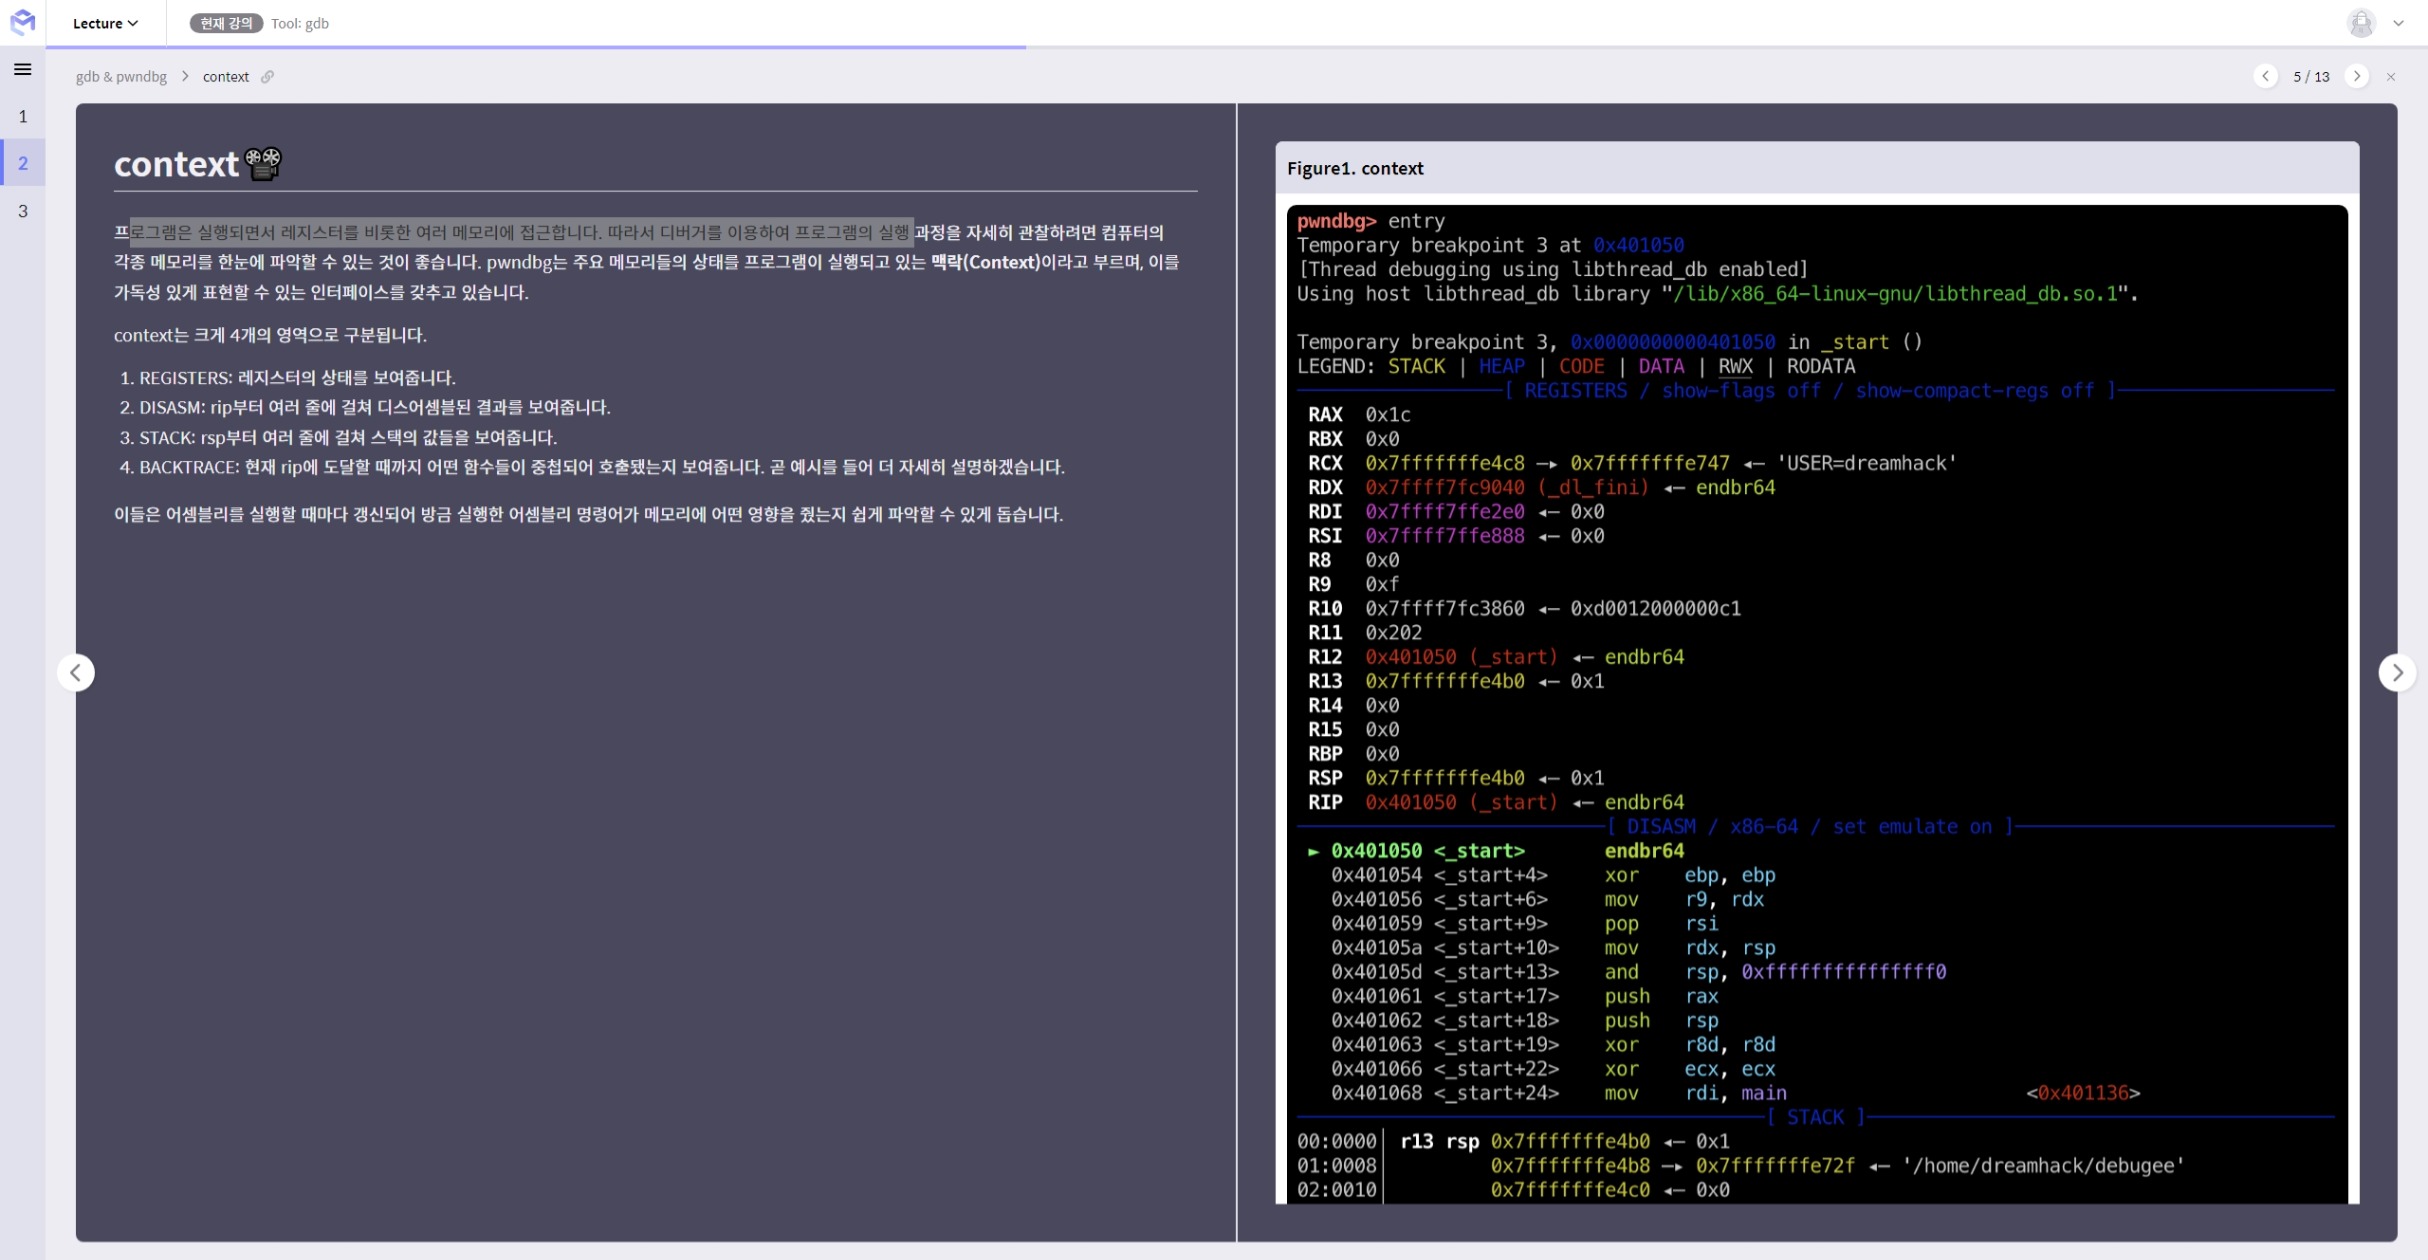 Lecture
현재 강의 Tool: gdb
gdb & pwndbg > context
5 / 13
1
2
3
context
프로그램은 실행되면서 레지스터를 비롯한 여러 메모리에 접근합니다. 따라서 디버거를 이용하여 프로그램의 실행 과정을 자세히 관찰하려면 컴퓨터의
각종 메모리를 한눈에 파악할 수 있는 것이 좋습니다. pwndbg는 주요 메모리들의 상태를 프로그램이 실행되고 있는 맥락(Context)이라고 부르며, 이를
가독성 있게 표현할 수 있는 인터페이스를 갖추고 있습니다.
context는 크게 4개의 영역으로 구분됩니다.
1. REGISTERS: 레지스터의 상태를 보여줍니다.
2. DISASM: rip부터 여러 줄에 걸쳐 디스어셈블된 결과를 보여줍니다.
3. STACK: rsp부터 여러 줄에 걸쳐 스택의 값들을 보여줍니다.
4. BACKTRACE: 현재 rip에 도달할 때까지 어떤 함수들이 중첩되어 호출됐는지 보여줍니다. 곧 예시를 들어 더 자세히 설명하겠습니다.
이들은 어셈블리를 실행할 때마다 갱신되어 방금 실행한 어셈블리 명령어가 메모리에 어떤 영향을 줬는지 쉽게 파악할 수 있게 돕습니다.
Figure1. context
pwndbg> entry
Temporary breakpoint 3 at 0x401050
[Thread debugging using libthread_db enabled]
Using host libthread_db library "/lib/x86_64-linux-gnu/libthread_db.so.1".
Temporary breakpoint 3, 0x0000000000401050 in _start ()
LEGEND: STACK | HEAP | CODE | DATA | RWX | RODATA
[ REGISTERS / show-flags off / show-compact-regs off ]
RAX 0x1c
RBX 0x0
RCX 0x7fffffffe4c8 —▸ 0x7fffffffe747 ◂— 'USER=dreamhack'
RDX 0x7ffff7fc9040 (_dl_fini) ◂— endbr64
RDI 0x7ffff7ffe2e0 ◂— 0x0
RSI 0x7ffff7ffe888 ◂— 0x0
R8 0x0
R9 0xf
R10 0x7ffff7fc3860 ◂— 0xd0012000000c1
R11 0x202
R12 0x401050 (_start) ◂— endbr64
R13 0x7fffffffe4b0 ◂— 0x1
R14 0x0
R15 0x0
RBP 0x0
RSP 0x7fffffffe4b0 ◂— 0x1
RIP 0x401050 (_start) ◂— endbr64
[ DISASM / x86-64 / set emulate on ]
► 0x401050 <_start> endbr64
0x401054 <_start+4> xor ebp, ebp
0x401056 <_start+6> mov r9, rdx
0x401059 <_start+9> pop rsi
0x40105a <_start+10> mov rdx, rsp
0x40105d <_start+13> and rsp, 0xfffffffffffffff0
0x401061 <_start+17> push rax
0x401062 <_start+18> push rsp
0x401063 <_start+19> xor r8d, r8d
0x401066 <_start+22> xor ecx, ecx
0x401068 <_start+24> mov rdi, main <0x401136>
[ STACK ]
00:0000│ r13 rsp 0x7fffffffe4b0 ◂— 0x1
01:0008│ 0x7fffffffe4b8 —▸ 0x7fffffffe72f ◂— '/home/dreamhack/debugee'
02:0010│ 0x7fffffffe4c0 ◂— 0x0